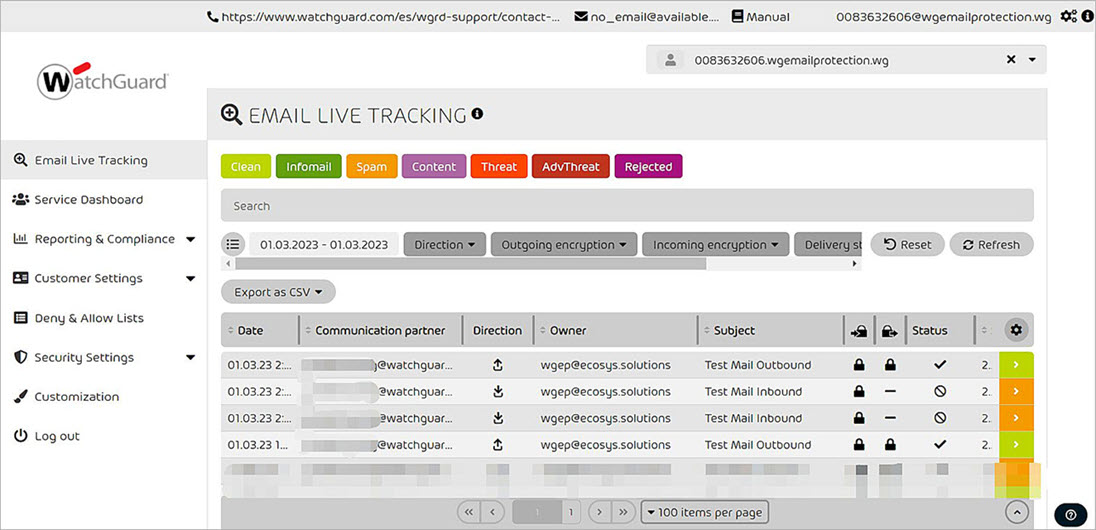 https://www.watchguard.com/es/wgrd-support/contact-... no_email@available.... Manual 0083632606@wgemailprotection.wg
0083632606.wgemailprotection.wg
WatchGuard
EMAIL LIVE TRACKING
Email Live Tracking
Service Dashboard
Reporting & Compliance
Customer Settings
Deny & Allow Lists
Security Settings
Customization
Log out
Clean Infomail Spam Content Threat AdvThreat Rejected
Search
01.03.2023 - 01.03.2023 Direction Outgoing encryption Incoming encryption Delivery st Reset Refresh
Export as CSV
Date Communication partner Direction Owner Subject Status
01.03.23 2:... @watchguar... wgep@ecosys.solutions Test Mail Outbound 2.
01.03.23 2:... @watchguar... wgep@ecosys.solutions Test Mail Inbound 2.
01.03.23 2:... @watchguar... wgep@ecosys.solutions Test Mail Inbound 2.
01.03.23 1... @watchguar... wgep@ecosys.solutions Test Mail Outbound 2.
1 1 100 items per page